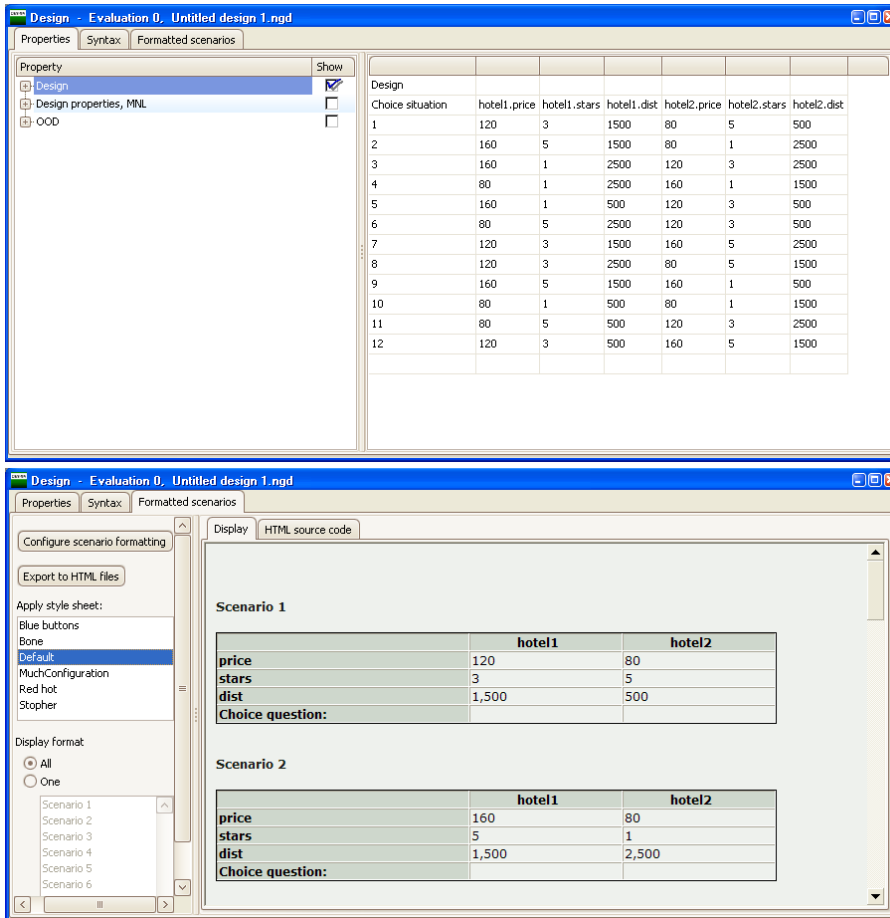 Design - Evaluation 0, Untitled design 1.ngd
Properties Syntax Formatted scenarios
Property Show
Design
Design properties, MNL
OOD
Design
Choice situation hotel1.price hotel1.stars hotel1.dist hotel2.price hotel2.stars hotel2.dist
1 120 3 1500 80 5 500
2 160 5 1500 80 1 2500
3 160 1 2500 120 3 2500
4 80 1 2500 160 1 1500
5 160 1 500 120 3 500
6 80 5 2500 120 3 500
7 120 3 1500 160 5 2500
8 120 3 2500 80 5 1500
9 160 5 1500 160 1 500
10 80 1 500 80 1 1500
11 80 5 500 120 3 2500
12 120 3 500 160 5 1500
Design - Evaluation 0, Untitled design 1.ngd
Properties Syntax Formatted scenarios
Configure scenario formatting
Export to HTML files
Apply style sheet:
Blue buttons
Bone
Default
MuchConfiguration
Red hot
Stopher
Display format
All
One
Scenario 1
Scenario 2
Scenario 3
Scenario 4
Scenario 5
Scenario 6
Display HTML source code
Scenario 1
hotel1 hotel2
price 120 80
stars 3 5
dist 1,500 500
Choice question:
Scenario 2
hotel1 hotel2
price 160 80
stars 5 1
dist 1,500 2,500
Choice question: